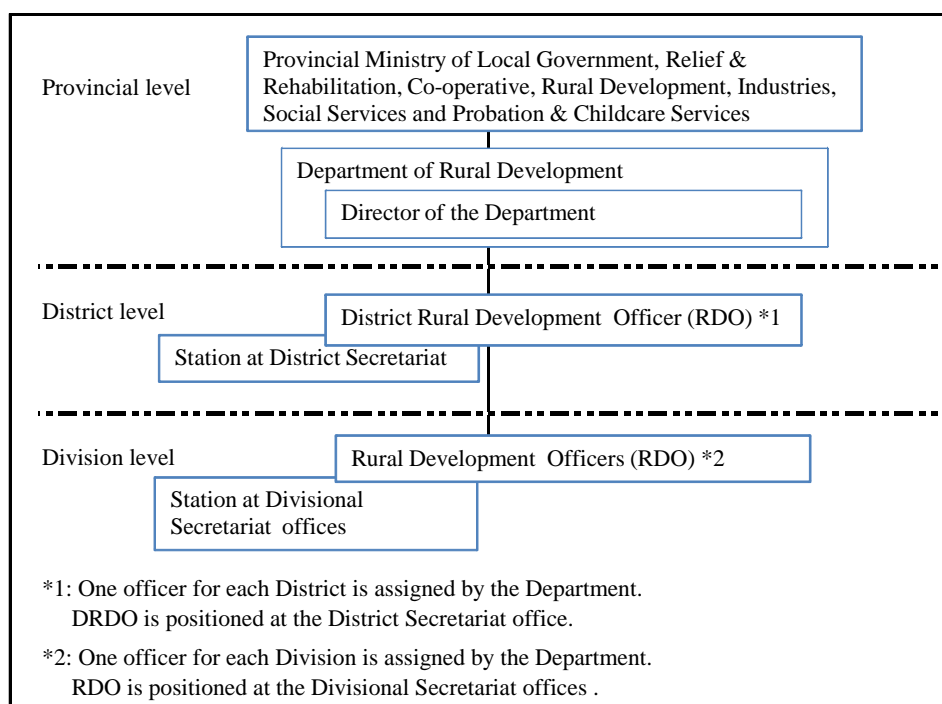 Provincial level
Provincial Ministry of Local Government, Relief &
Rehabilitation, Co-operative, Rural Development, Industries,
Social Services and Probation & Childcare Services
Department of Rural Development
Director of the Department
District level
District Rural Development Officer (RDO) *1
Station at District Secretariat
Division level
Rural Development Officers (RDO) *2
Station at Divisional
Secretariat offices
*1: One officer for each District is assigned by the Department.
DRDO is positioned at the District Secretariat office.
*2: One officer for each Division is assigned by the Department.
RDO is positioned at the Divisional Secretariat offices .